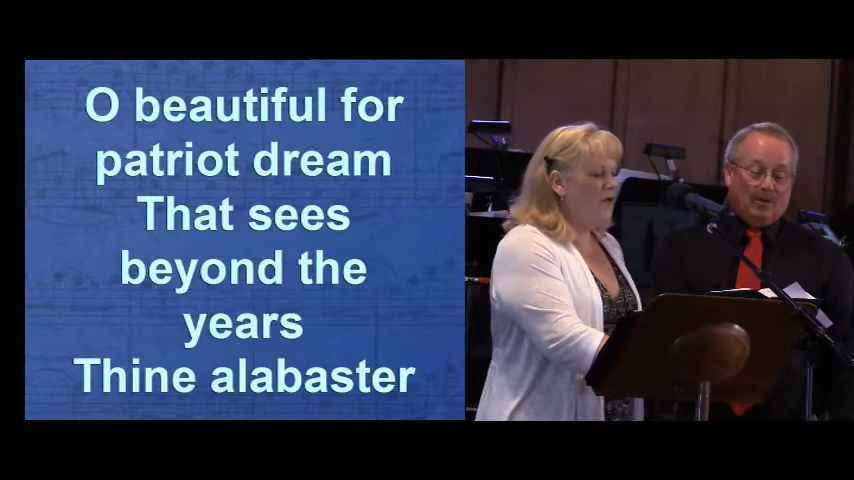 O beautiful for
patriot dream
That sees
beyond the
years
Thine alabaster